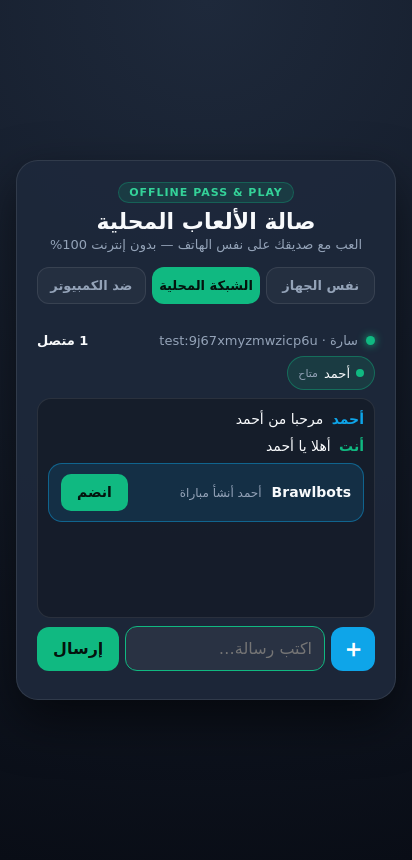 OFFLINE PASS & PLAY
صالة الألعاب المحلية
العب مع صديقك على نفس الهاتف — بدون إنترنت 100%
نفس الجهاز
الشبكة المحلية
ضد الكمبيوتر
سارة · test:9j67xmyzmwzicp6u
1 متصل
أحمد متاح
أحمد مرحبا من أحمد
أنت أهلا يا أحمد
Brawlbots أحمد أنشأ مباراة
انضم
+
اكتب رسالة...
إرسال